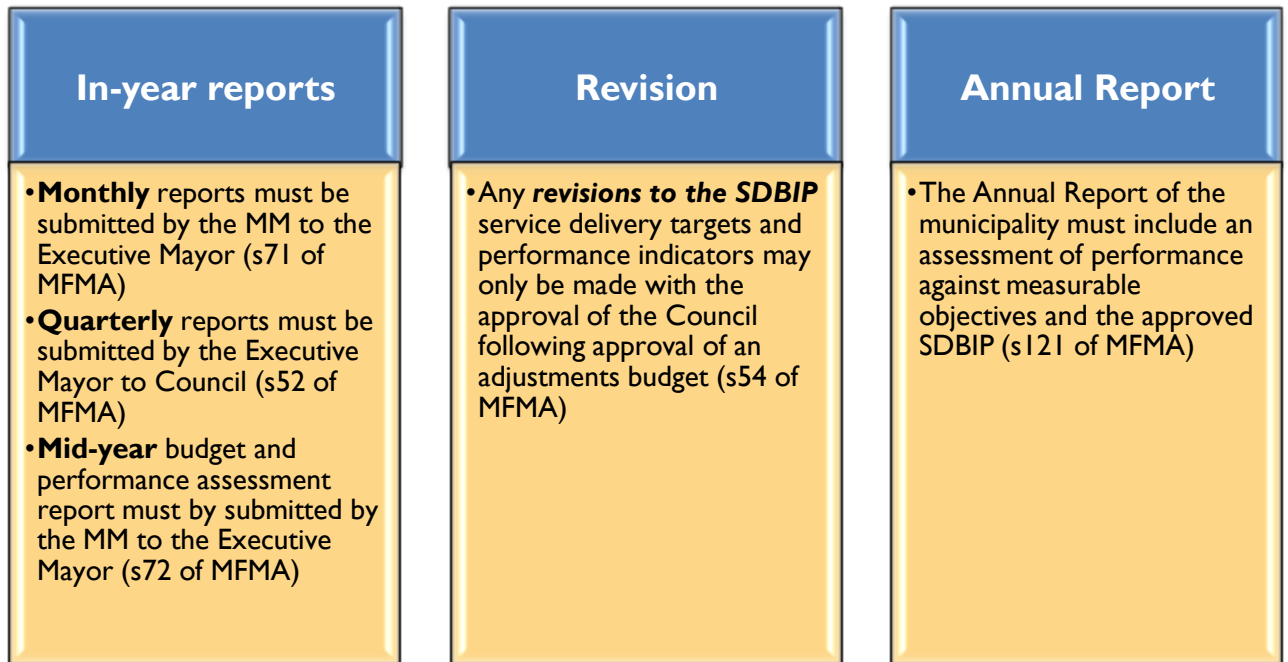 In-year reports
•Monthly reports must be
submitted by the MM to the
Executive Mayor (s71 of
MFMA)
•Quarterly reports must be
submitted by the Executive
Mayor to Council (s52 of
MFMA)
•Mid-year budget and
performance assessment
report must by submitted by
the MM to the Executive
Mayor (s72 of MFMA)
Revision
•Any revisions to the SDBIP
service delivery targets and
performance indicators may
only be made with the
approval of the Council
following approval of an
adjustments budget (s54 of
MFMA)
Annual Report
•The Annual Report of the
municipality must include an
assessment of performance
against measurable
objectives and the approved
SDBIP (s121 of MFMA)